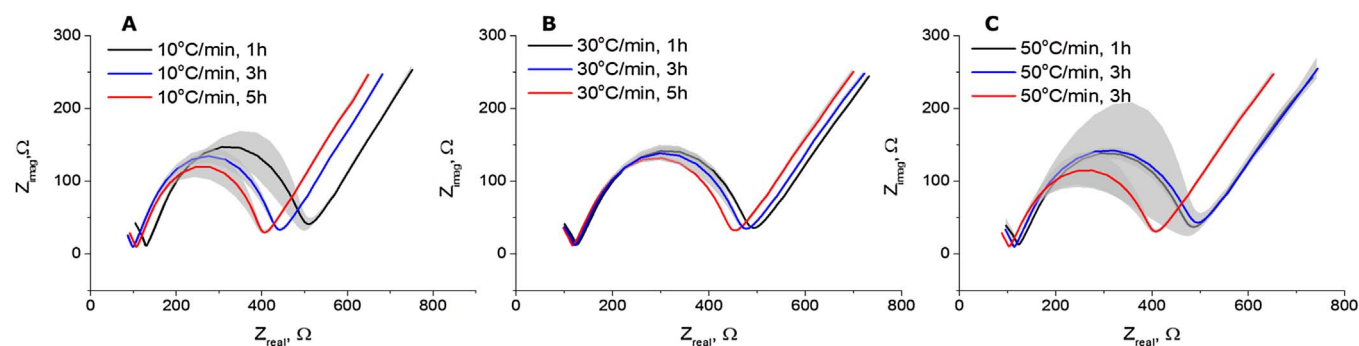 A
300
200
100
0
10°C/min, 1h
10°C/min, 3h
10°C/min, 5h
Zimag, Ω
0 200 400 600 800
Zreal, Ω
B
300
200
100
0
30°C/min, 1h
30°C/min, 3h
30°C/min, 5h
Zimag, Ω
0 200 400 600 800
Zreal, Ω
C
300
200
100
0
50°C/min, 1h
50°C/min, 3h
50°C/min, 3h
Zimag, Ω
0 200 400 600 800
Zreal, Ω